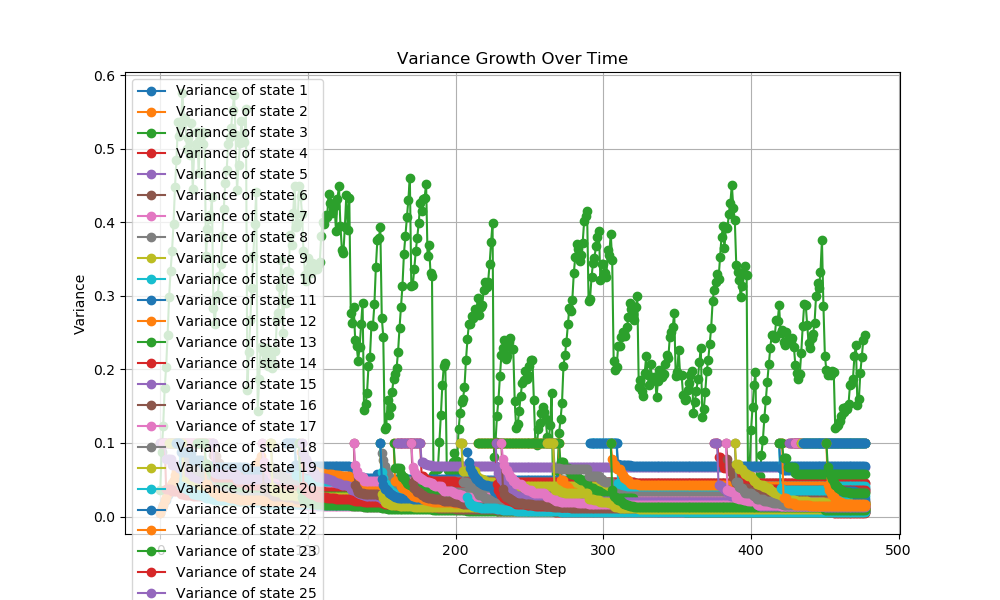 Variance Growth Over Time
0.6
0.5
0.4
0.3
0.2
0.1
0.0
Variance
Variance of state 1
Variance of state 2
Variance of state 3
Variance of state 4
Variance of state 5
Variance of state 6
Variance of state 7
Variance of state 8
Variance of state 9
Variance of state 10
Variance of state 11
Variance of state 12
Variance of state 13
Variance of state 14
Variance of state 15
Variance of state 16
Variance of state 17
Variance of state 18
Variance of state 19
Variance of state 20
Variance of state 21
Variance of state 22
Variance of state 23
Variance of state 24
Variance of state 25
0
200
300
400
500
Correction Step